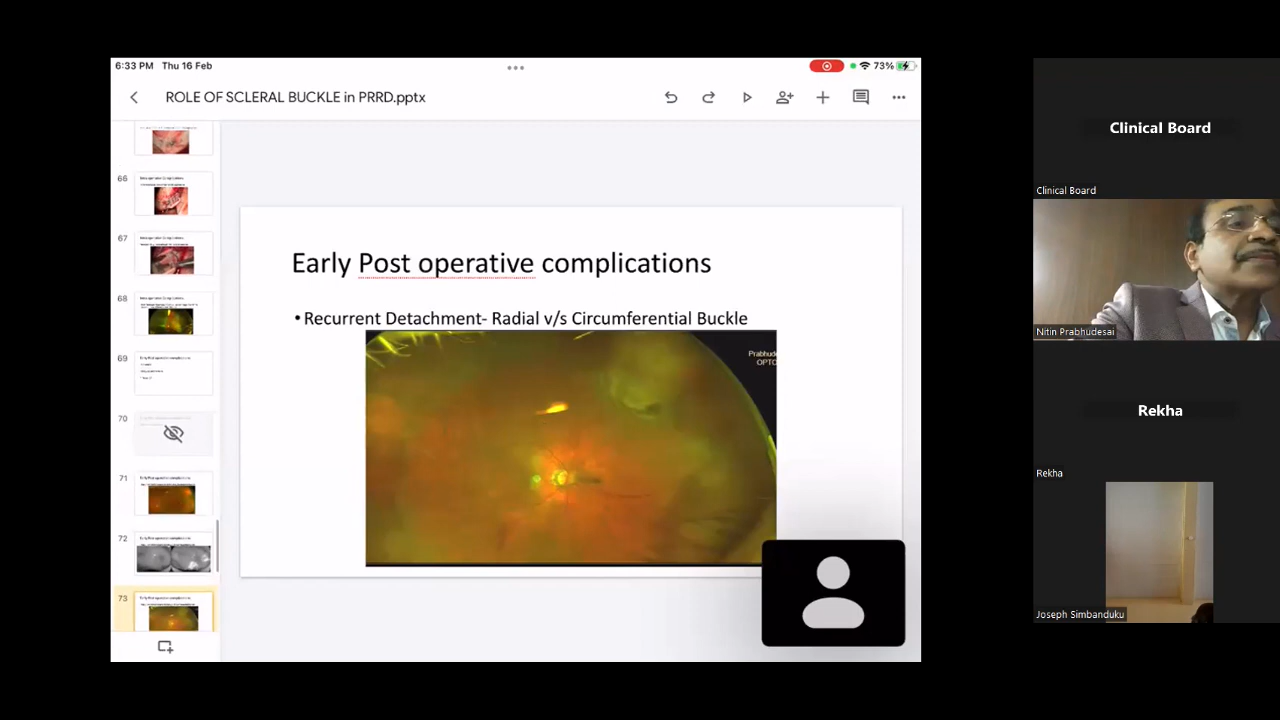 6:33 PM Thu 16 Feb
73%
ROLE OF SCLERAL BUCKLE in PRRD.pptx
66
67
68
69
70
71
72
73
Early Post operative complications
• Recurrent Detachment- Radial v/s Circumferential Buckle
OPTO
Clinical Board
Clinical Board
Nitin Prabhudesai
Rekha
Rekha
Joseph Simbanduku